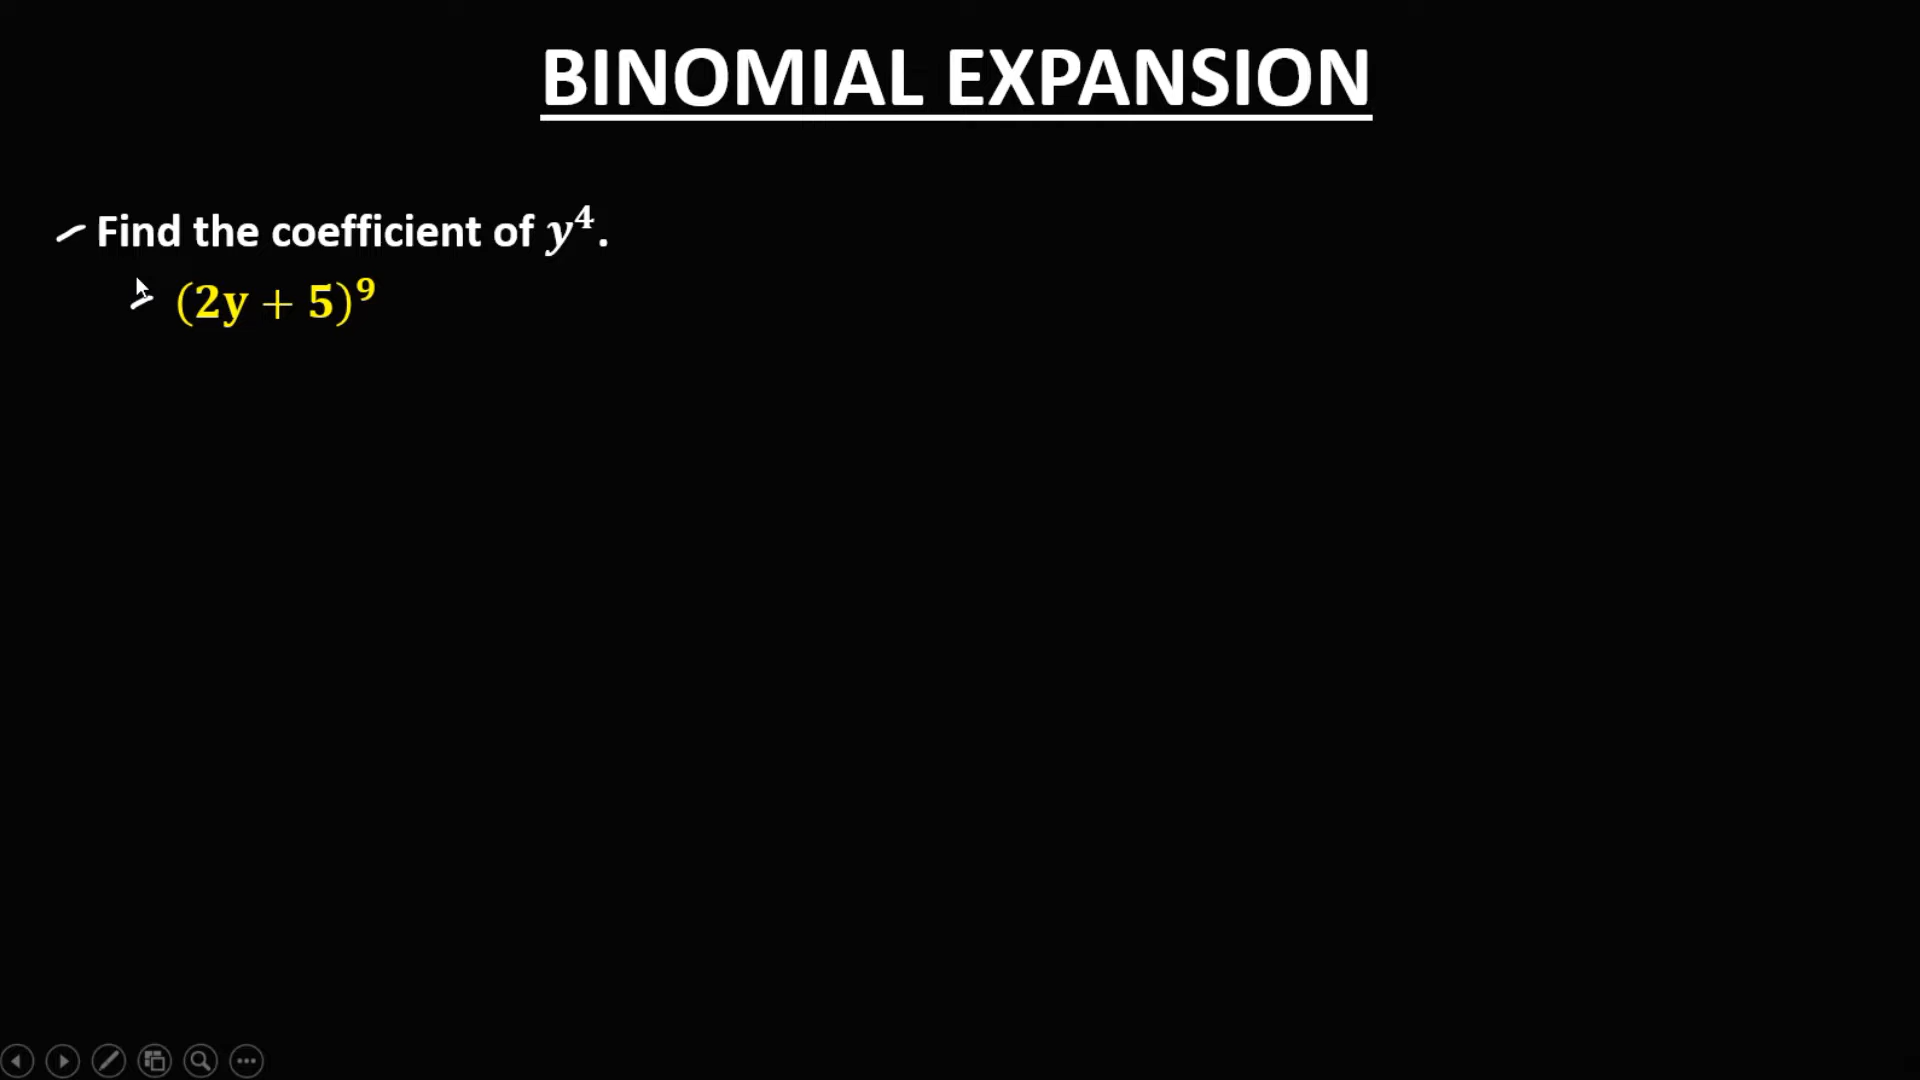 BINOMIAL EXPANSION
Find the coefficient of y⁴.
(2y + 5)⁹